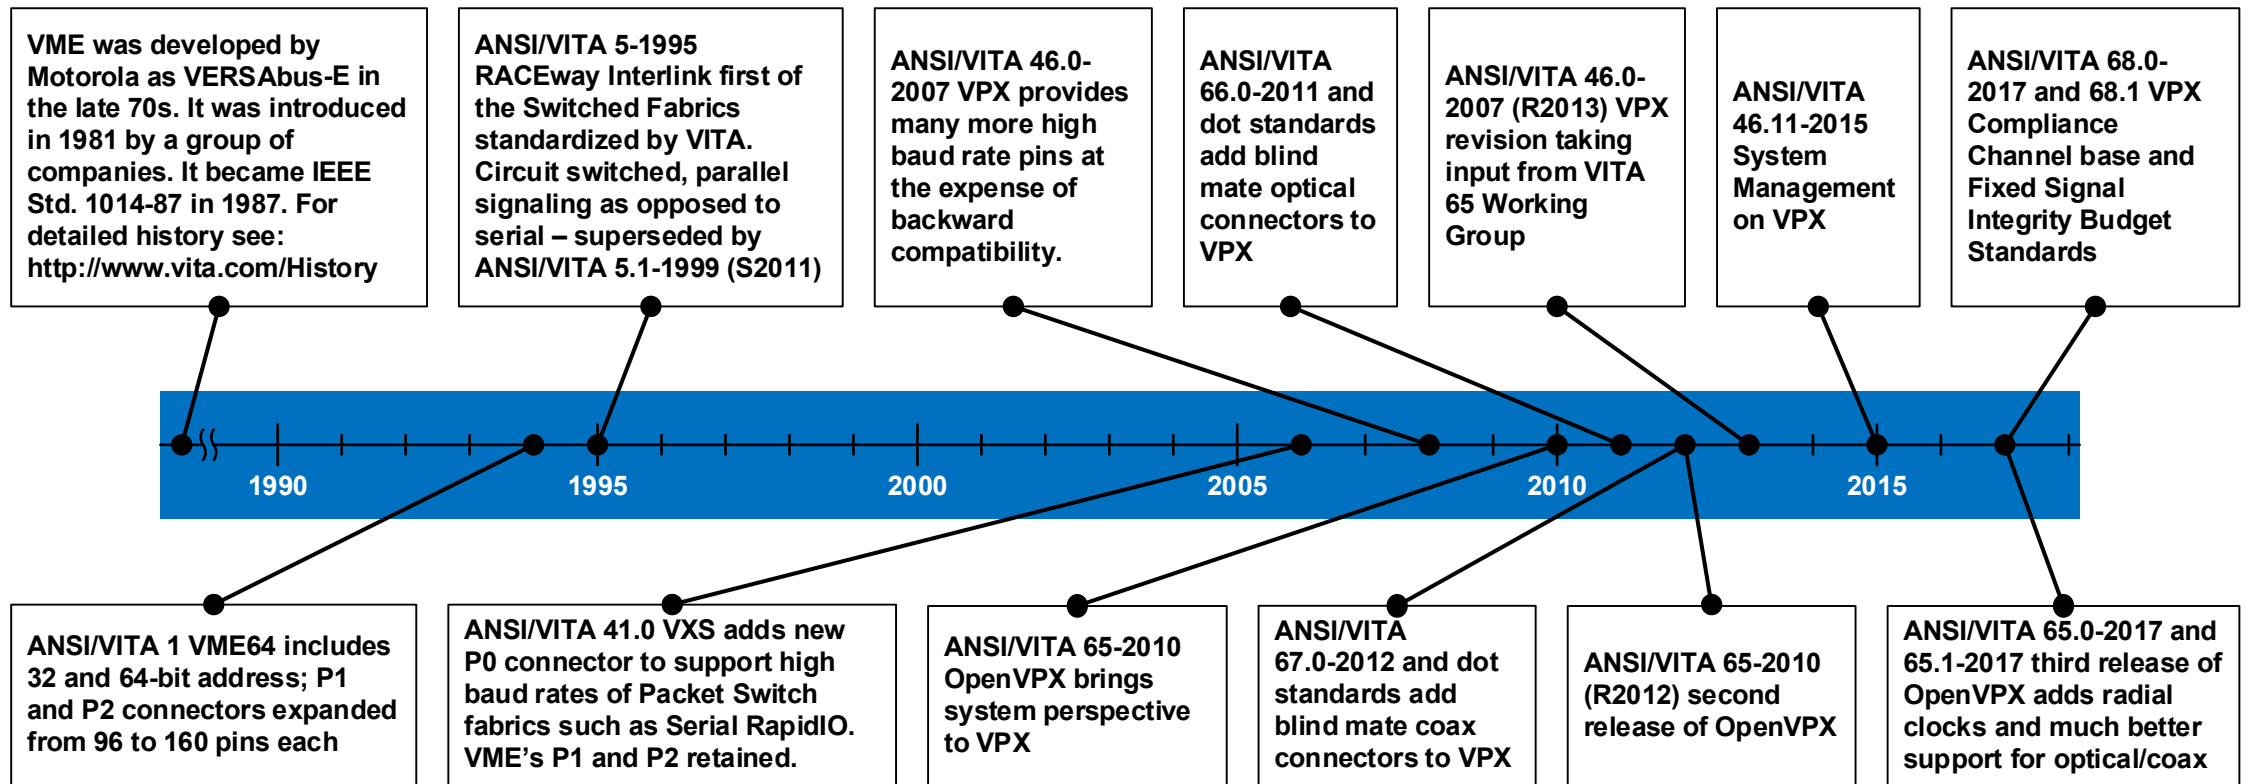 VME was developed by
Motorola as VERSAbus-E in
the late 70s. It was introduced
in 1981 by a group of
companies. It became IEEE
Std. 1014-87 in 1987. For
detailed history see:
http://www.vita.com/History
ANSI/VITA 5-1995
RACEway Interlink first of
the Switched Fabrics
standardized by VITA.
Circuit switched, parallel
signaling as opposed to
serial – superseded by
ANSI/VITA 5.1-1999 (S2011)
ANSI/VITA 46.0-
2007 VPX provides
many more high
baud rate pins at
the expense of
backward
compatibility.
ANSI/VITA
66.0-2011 and
dot standards
add blind
mate optical
connectors to
VPX
ANSI/VITA 46.0-
2007 (R2013) VPX
revision taking
input from VITA
65 Working
Group
ANSI/VITA
46.11-2015
System
Management
on VPX
ANSI/VITA 68.0-
2017 and 68.1 VPX
Compliance
Channel base and
Fixed Signal
Integrity Budget
Standards
1990 1995 2000 2005 2010 2015
ANSI/VITA 1 VME64 includes
32 and 64-bit address; P1
and P2 connectors expanded
from 96 to 160 pins each
ANSI/VITA 41.0 VXS adds new
P0 connector to support high
baud rates of Packet Switch
fabrics such as Serial RapidIO.
VME’s P1 and P2 retained.
ANSI/VITA 65-2010
OpenVPX brings
system perspective
to VPX
ANSI/VITA
67.0-2012 and dot
standards add
blind mate coax
connectors to VPX
ANSI/VITA 65-2010
(R2012) second
release of OpenVPX
ANSI/VITA 65.0-2017 and
65.1-2017 third release of
OpenVPX adds radial
clocks and much better
support for optical/coax